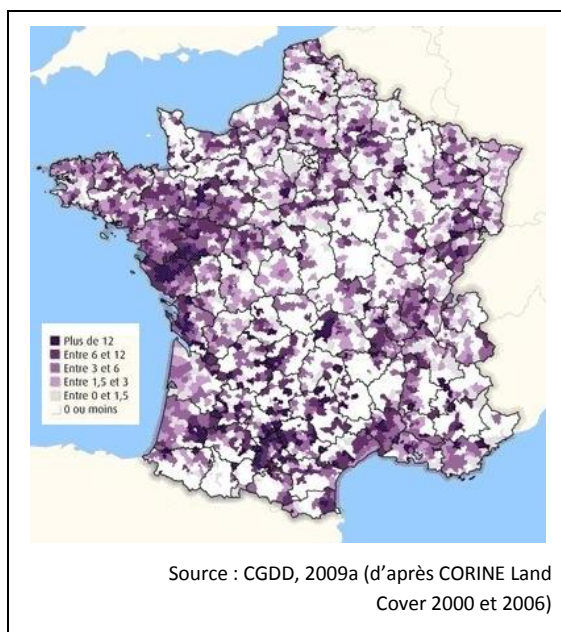 Plus de 12
Entre 6 et 12
Entre 3 et 6
Entre 1,5 et 3
Entre 0 et 1,5
0 ou moins
Source : CGDD, 2009a (d’après CORINE Land
Cover 2000 et 2006)